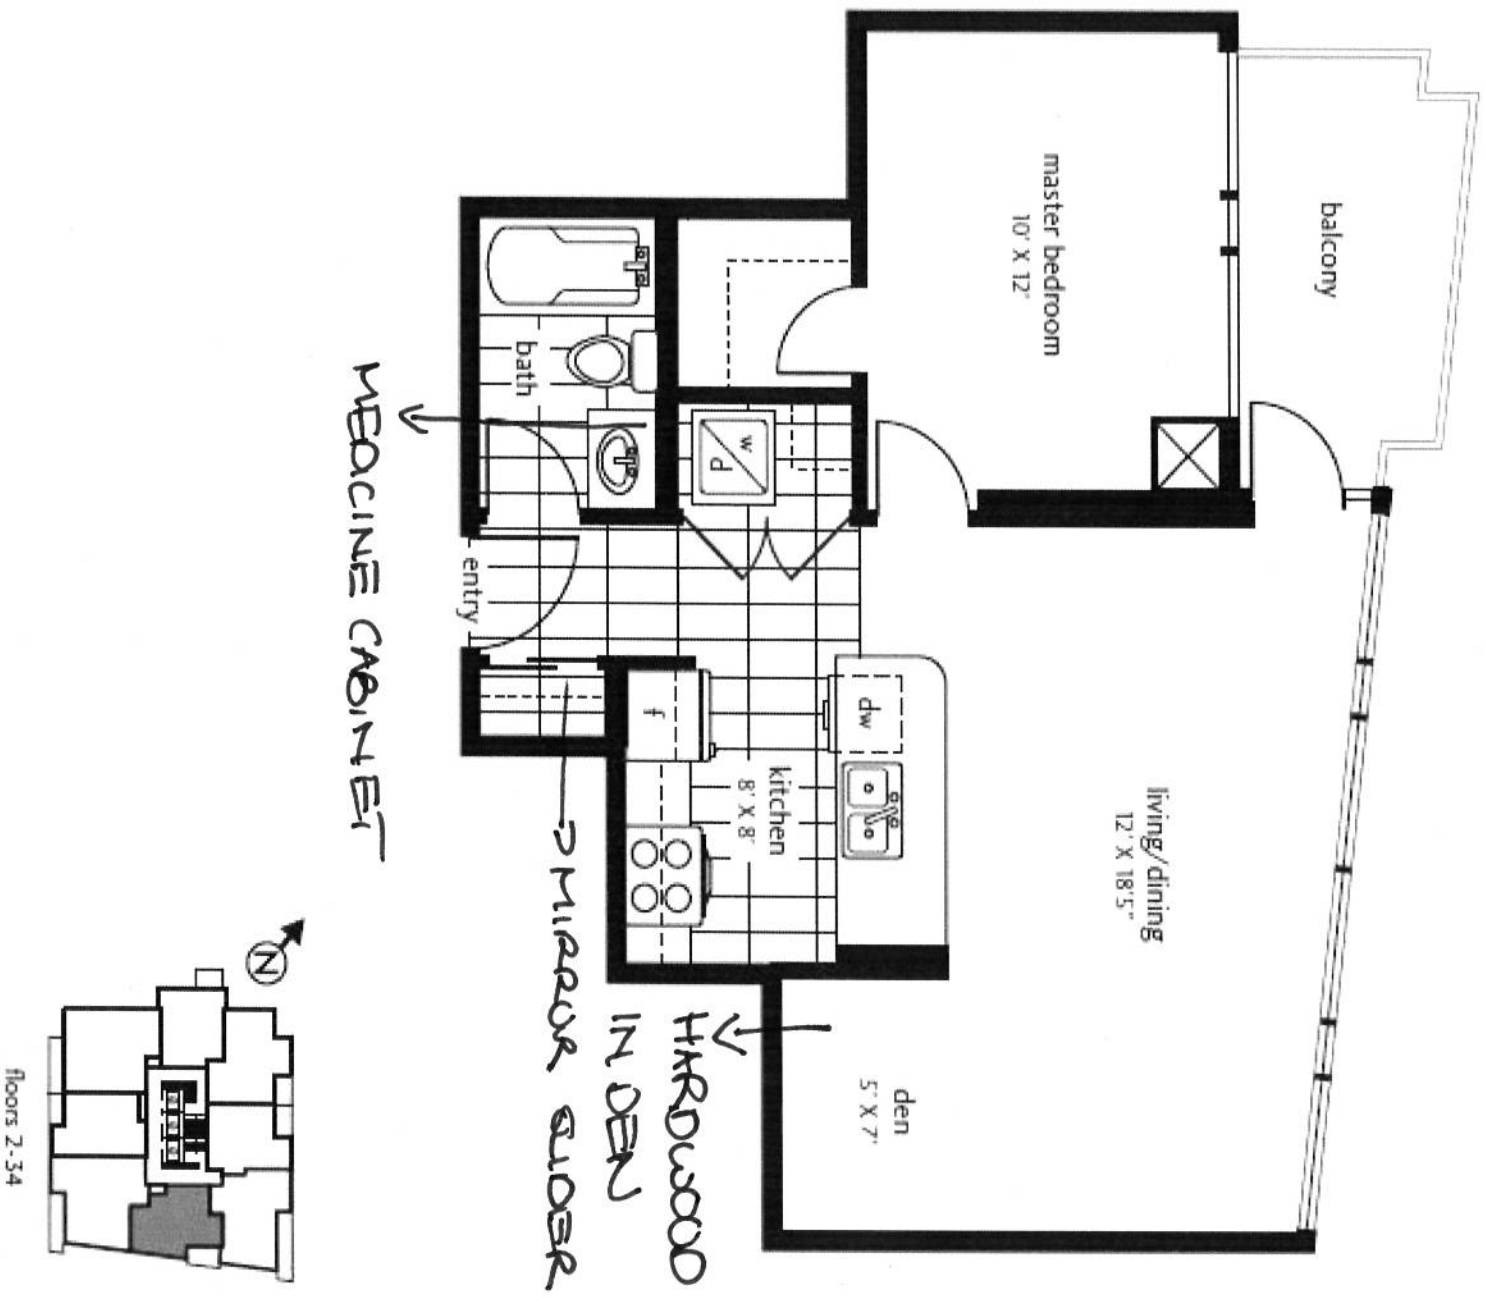 balcony
master bedroom
10' X 12'
living/dining
12' X 18'5"
den
5' X 7'
dw
kitchen
8' X 8'
w
P
f
bath
entry
HARDWOOD
IN DEN
MIRROR SLIDER
MEDICINE CABINET
N
floors 2-34